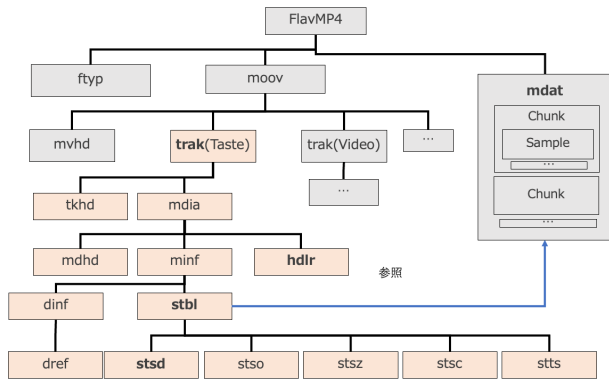 FlavMP4
ftyp
moov
mdat
Chunk
Sample
…
Chunk
…
mvhd
trak(Taste)
trak(Video)
…
…
tkhd
mdia
mdhd
minf
hdlr
参照
dinf
stbl
dref
stsd
stso
stsz
stsc
stts